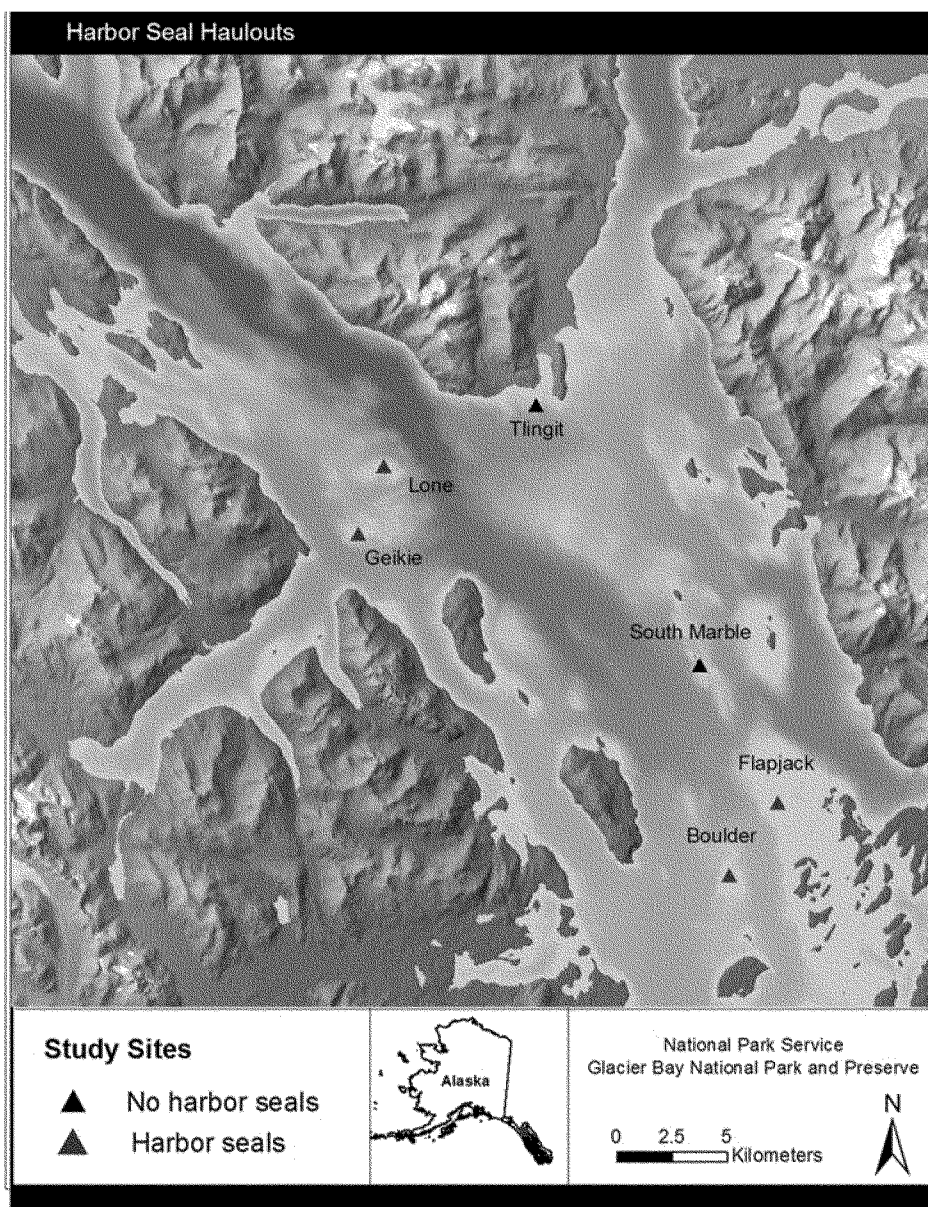 Harbor Seal Haulouts
Tlingit
Lone
Geikie
South Marble
Flapjack
Boulder
Study Sites
No harbor seals
Harbor seals
Alaska
National Park Service
Glacier Bay National Park and Preserve
N
0 2.5 5
Kilometers